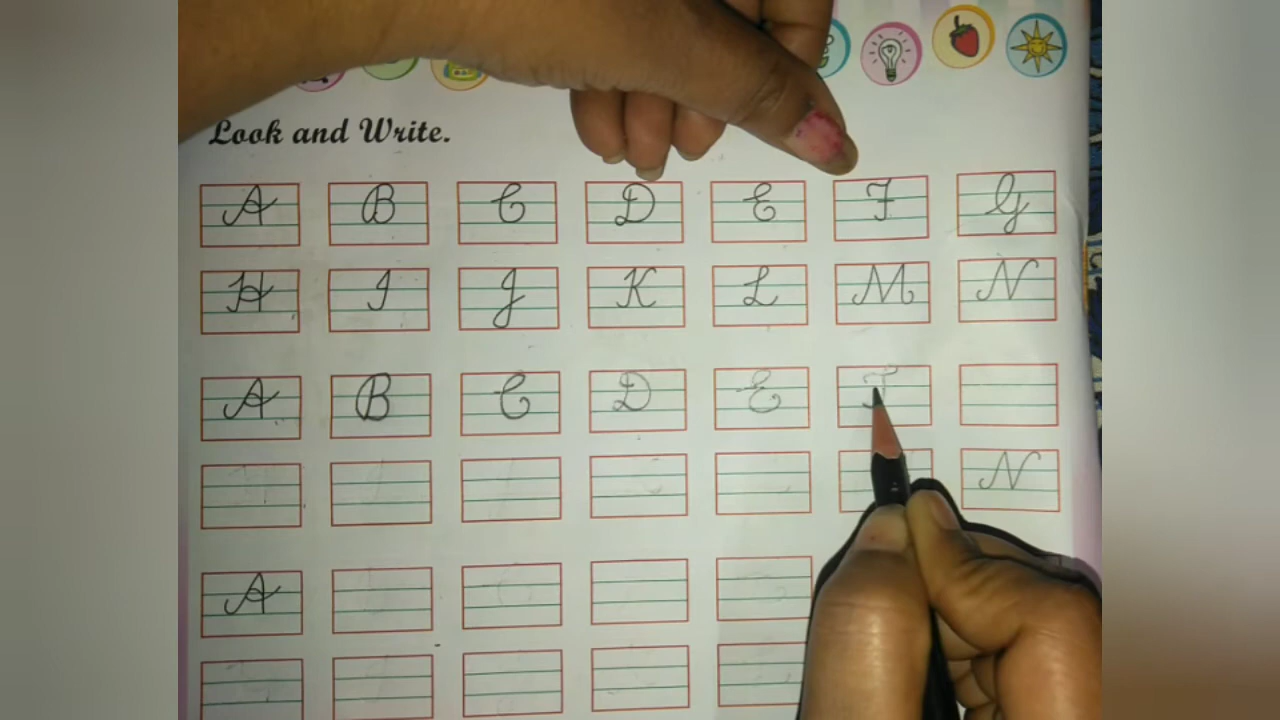 Look and Write.
A B C D E F G
H I J K L M N
A B C D E F
N
A